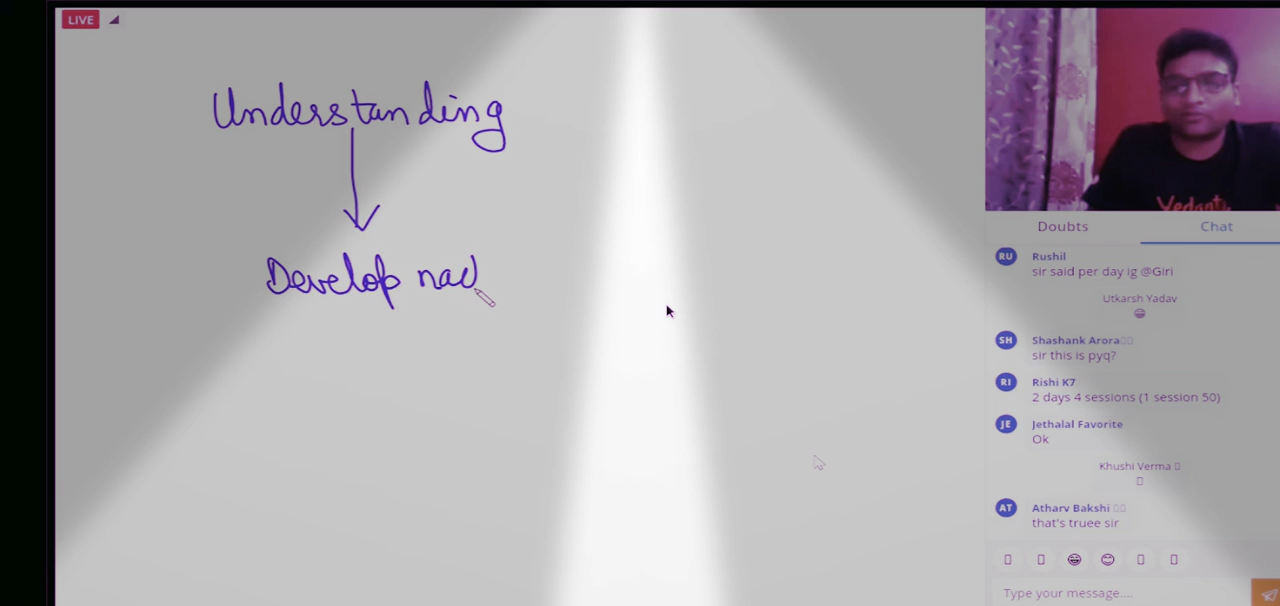 LIVE
Understanding
Develop nad
Vedant
Doubts Chat
RU Rushil
sir said per day ig @Giri
Utkarsh Yadav
SH Shashank Arora
sir this is pyq?
RI Rishi K7
2 days 4 sessions (1 session 50)
JE Jethalal Favorite
Ok
Khushi Verma
AT Atharv Bakshi
that's truee sir
Type your message....